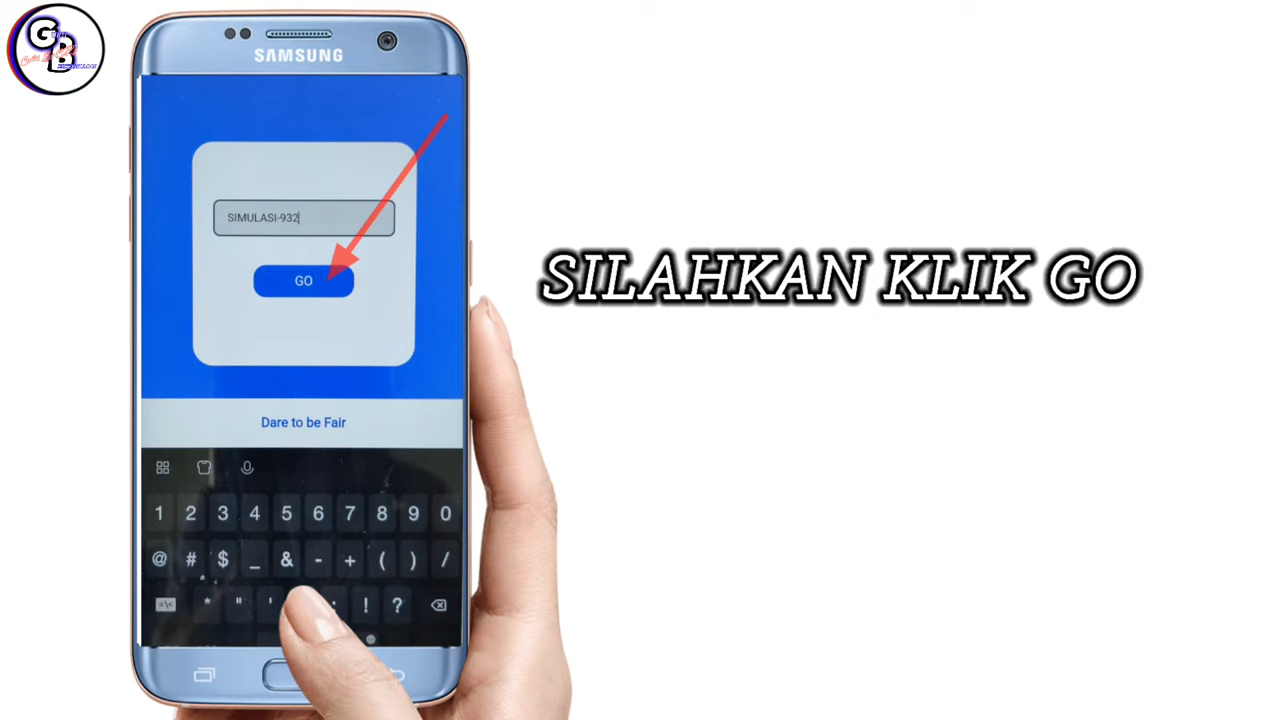 GB
SAMSUNG
SIMULASI-932
GO
SILAHKAN KLIK GO
Dare to be Fair
1 2 3 4 5 6 7 8 9 0
@ # $ _ & - + ( ) /
=\< * " ' : ! ?